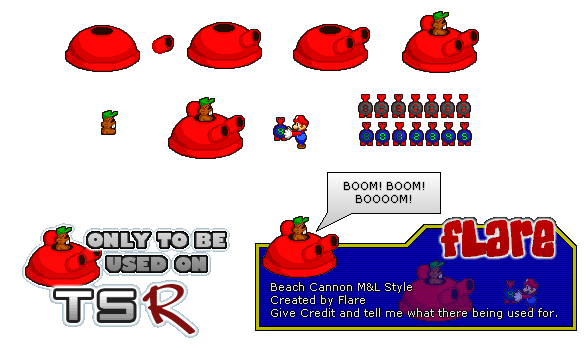 BOOM! BOOM!
BOOOOM!
ONLY TO BE
USED ON
TSR
fLare
Beach Cannon M&L Style
Created by Flare
Give Credit and tell me what there being used for.